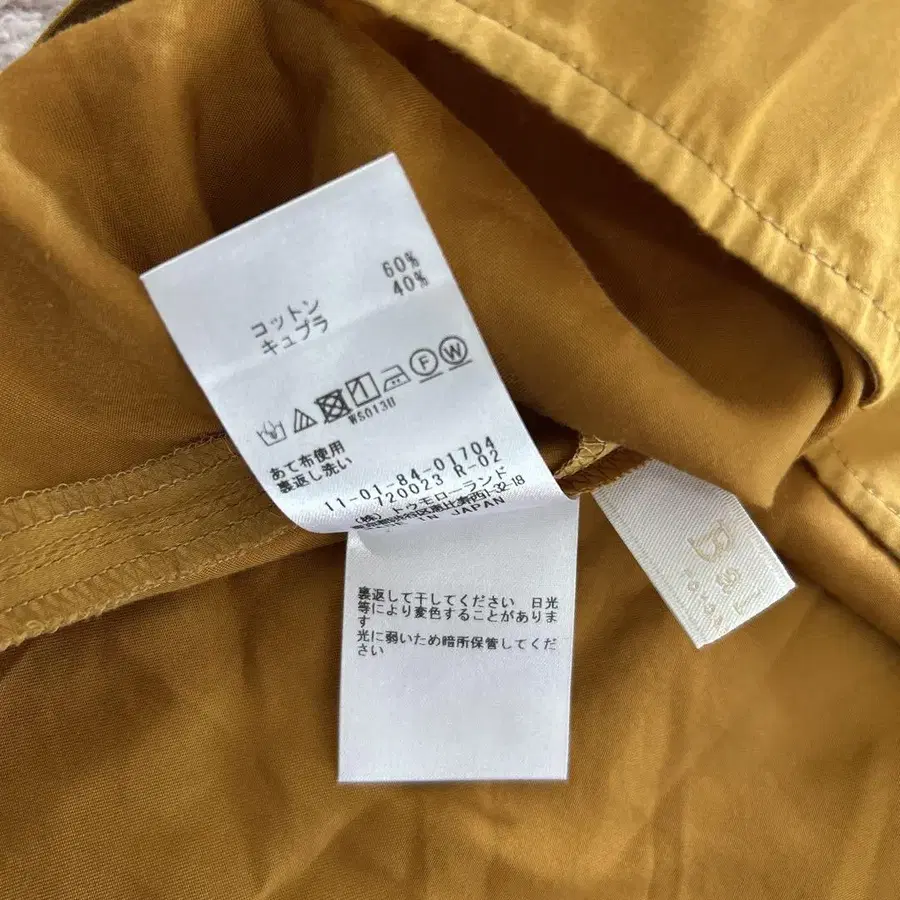 60%
40%
コットン
キュプラ
F W
WS013H
あて布使用
裏返し洗い
11-01-84-01704
120023 R-02
(株)トゥモローランド
IN JAPAN
裏返して干してください 日光
等により変色することがありま
す
光に弱いため暗所保管してくだ
さい